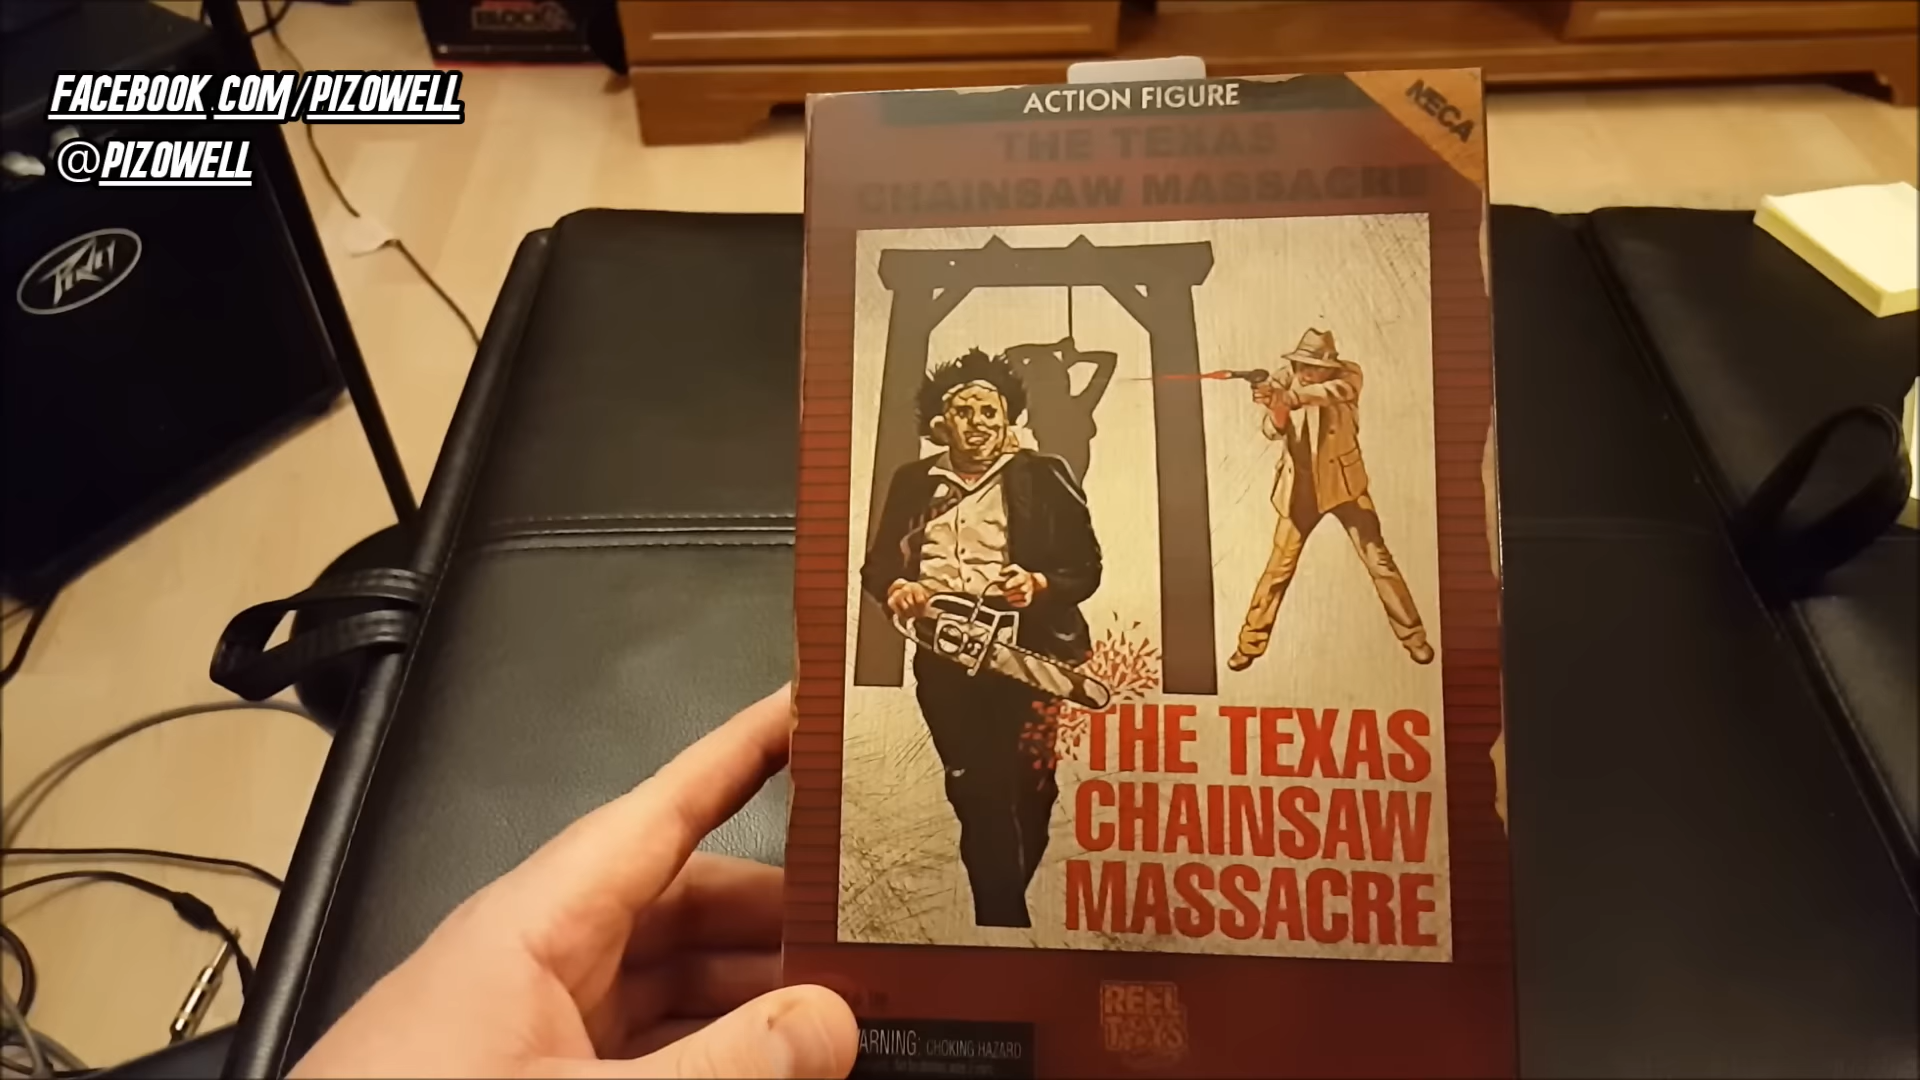 FACEBOOK.COM/PIZOWELL
@PIZOWELL
PEAVEY
ACTION FIGURE
NECA
THE TEXAS
CHAINSAW MASSACRE
THE TEXAS
CHAINSAW
MASSACRE
REEL
TOYS
WARNING: CHOKING HAZARD